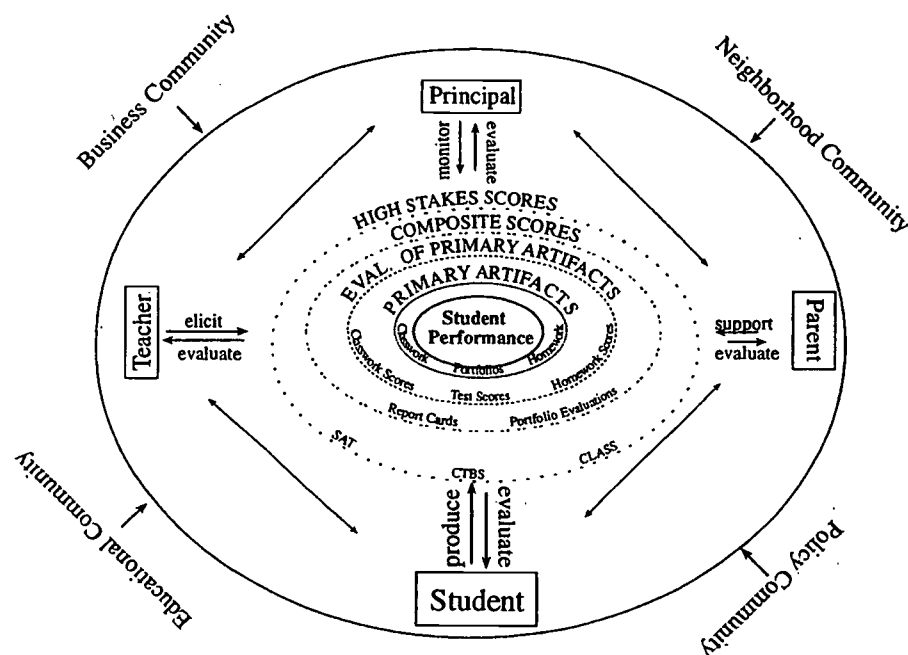 Business Community
Neighborhood Community
Principal
monitor
evaluate
HIGH STAKES SCORES
COMPOSITE SCORES
EVAL OF PRIMARY ARTIFACTS
PRIMARY ARTIFACTS
Student
Performance
Classwork
Portfolios
Homework
Classwork Scores
Test Scores
Homework Scores
Report Cards
Portfolio Evaluations
SAT
CTBS
CLASS
Teacher
elicit
evaluate
support
evaluate
Parent
produce
evaluate
Student
Educational Community
Policy Community